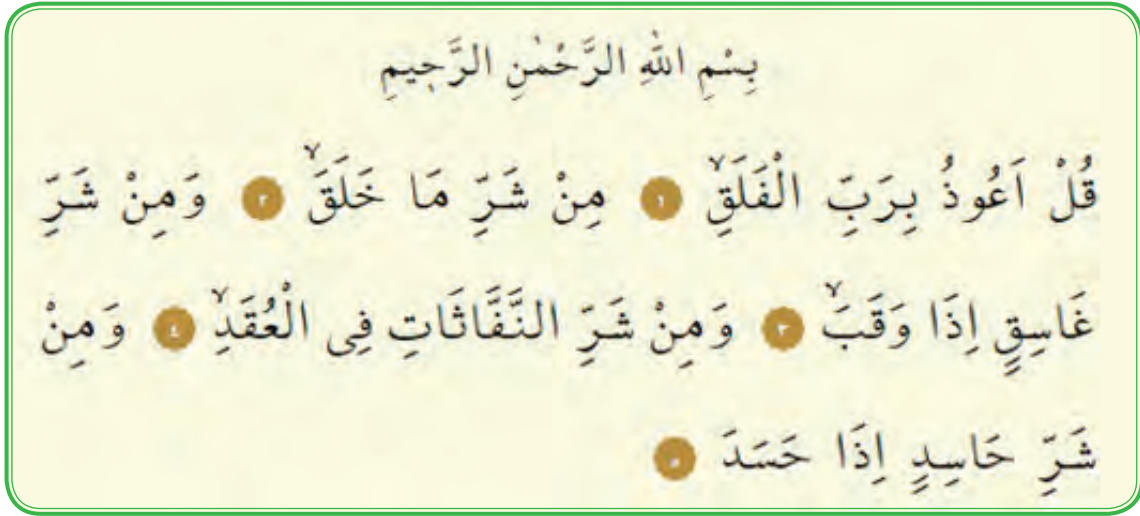 بِسْمِ اللّٰهِ الرَّحْمٰنِ الرَّح۪يمِ
قُلْ اَعُوذُ بِرَبِّ الْفَلَقِۙ ﴿١﴾ مِنْ شَرِّ مَا خَلَقَۙ ﴿٢﴾ وَمِنْ شَرِّ
غَاسِقٍ اِذَا وَقَبَۙ ﴿٣﴾ وَمِنْ شَرِّ النَّفَّاثَاتِ فِى الْعُقَدِۙ ﴿٤﴾ وَمِنْ
شَرِّ حَاسِدٍ اِذَا حَسَدَ ﴿٥﴾